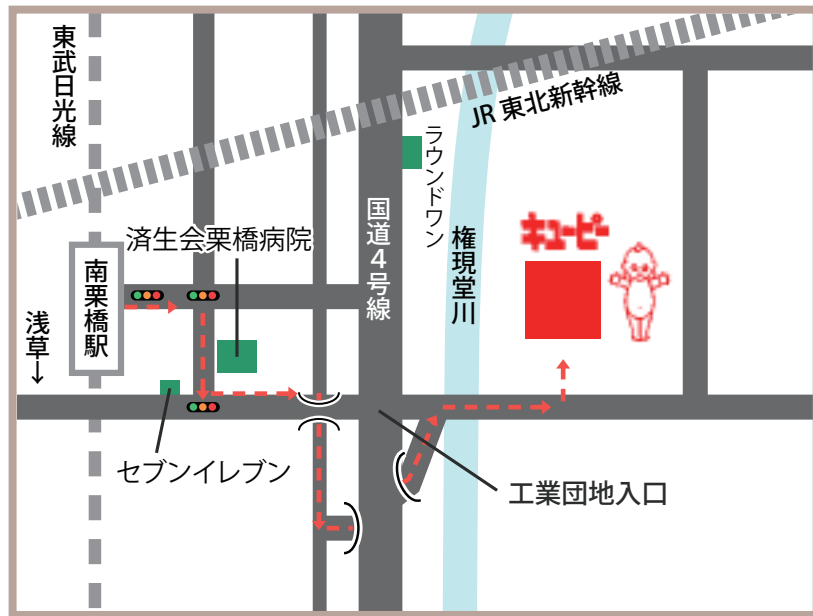 東武日光線
JR 東北新幹線
ラウンドワン
国道4号線
済生会栗橋病院
権現堂川
キューピー
南栗橋駅
浅草↓
セブンイレブン
工業団地入口